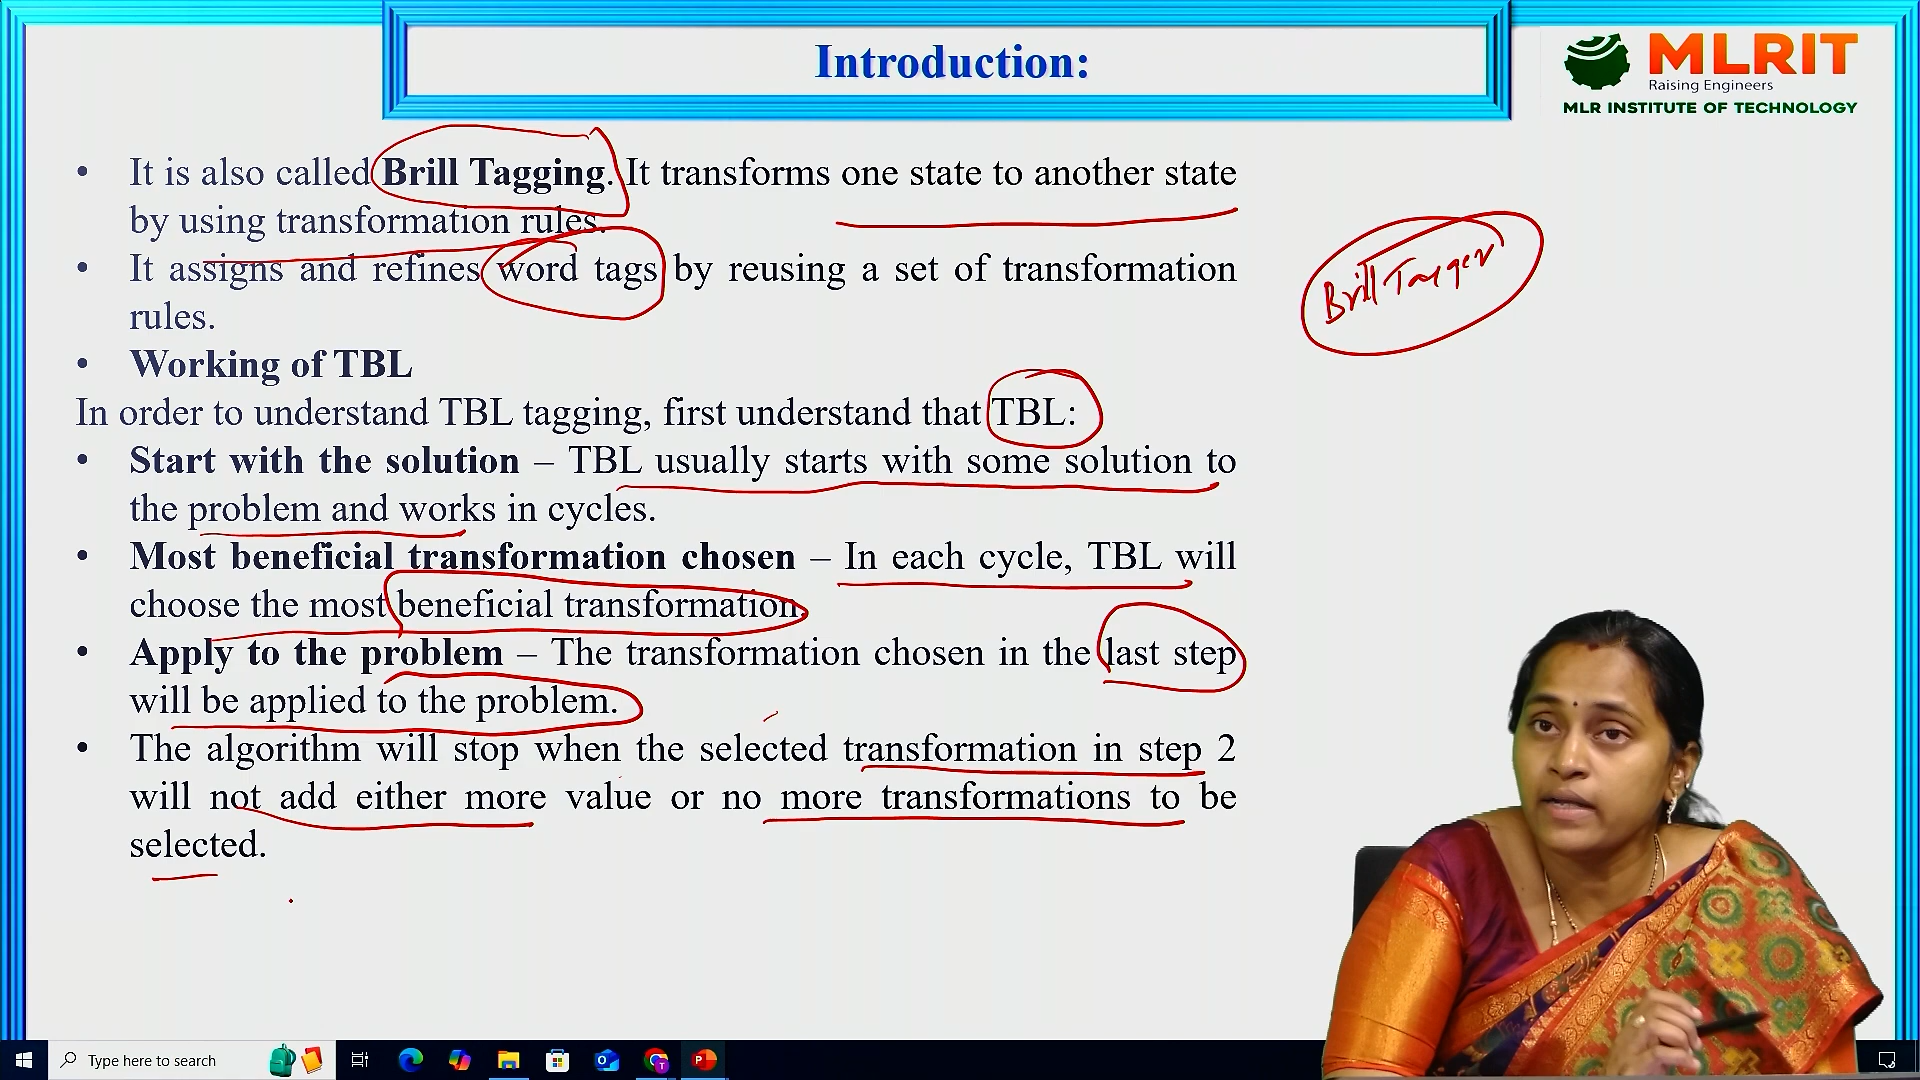 Introduction:
MLRIT
Raising Engineers
MLR INSTITUTE OF TECHNOLOGY
• It is also called Brill Tagging. It transforms one state to another state
by using transformation rules.
• It assigns and refines word tags by reusing a set of transformation
rules.
Brill Tagger
• Working of TBL
In order to understand TBL tagging, first understand that TBL:
• Start with the solution – TBL usually starts with some solution to
the problem and works in cycles.
• Most beneficial transformation chosen – In each cycle, TBL will
choose the most beneficial transformation.
• Apply to the problem – The transformation chosen in the last step
will be applied to the problem.
• The algorithm will stop when the selected transformation in step 2
will not add either more value or no more transformations to be
selected.
Type here to search